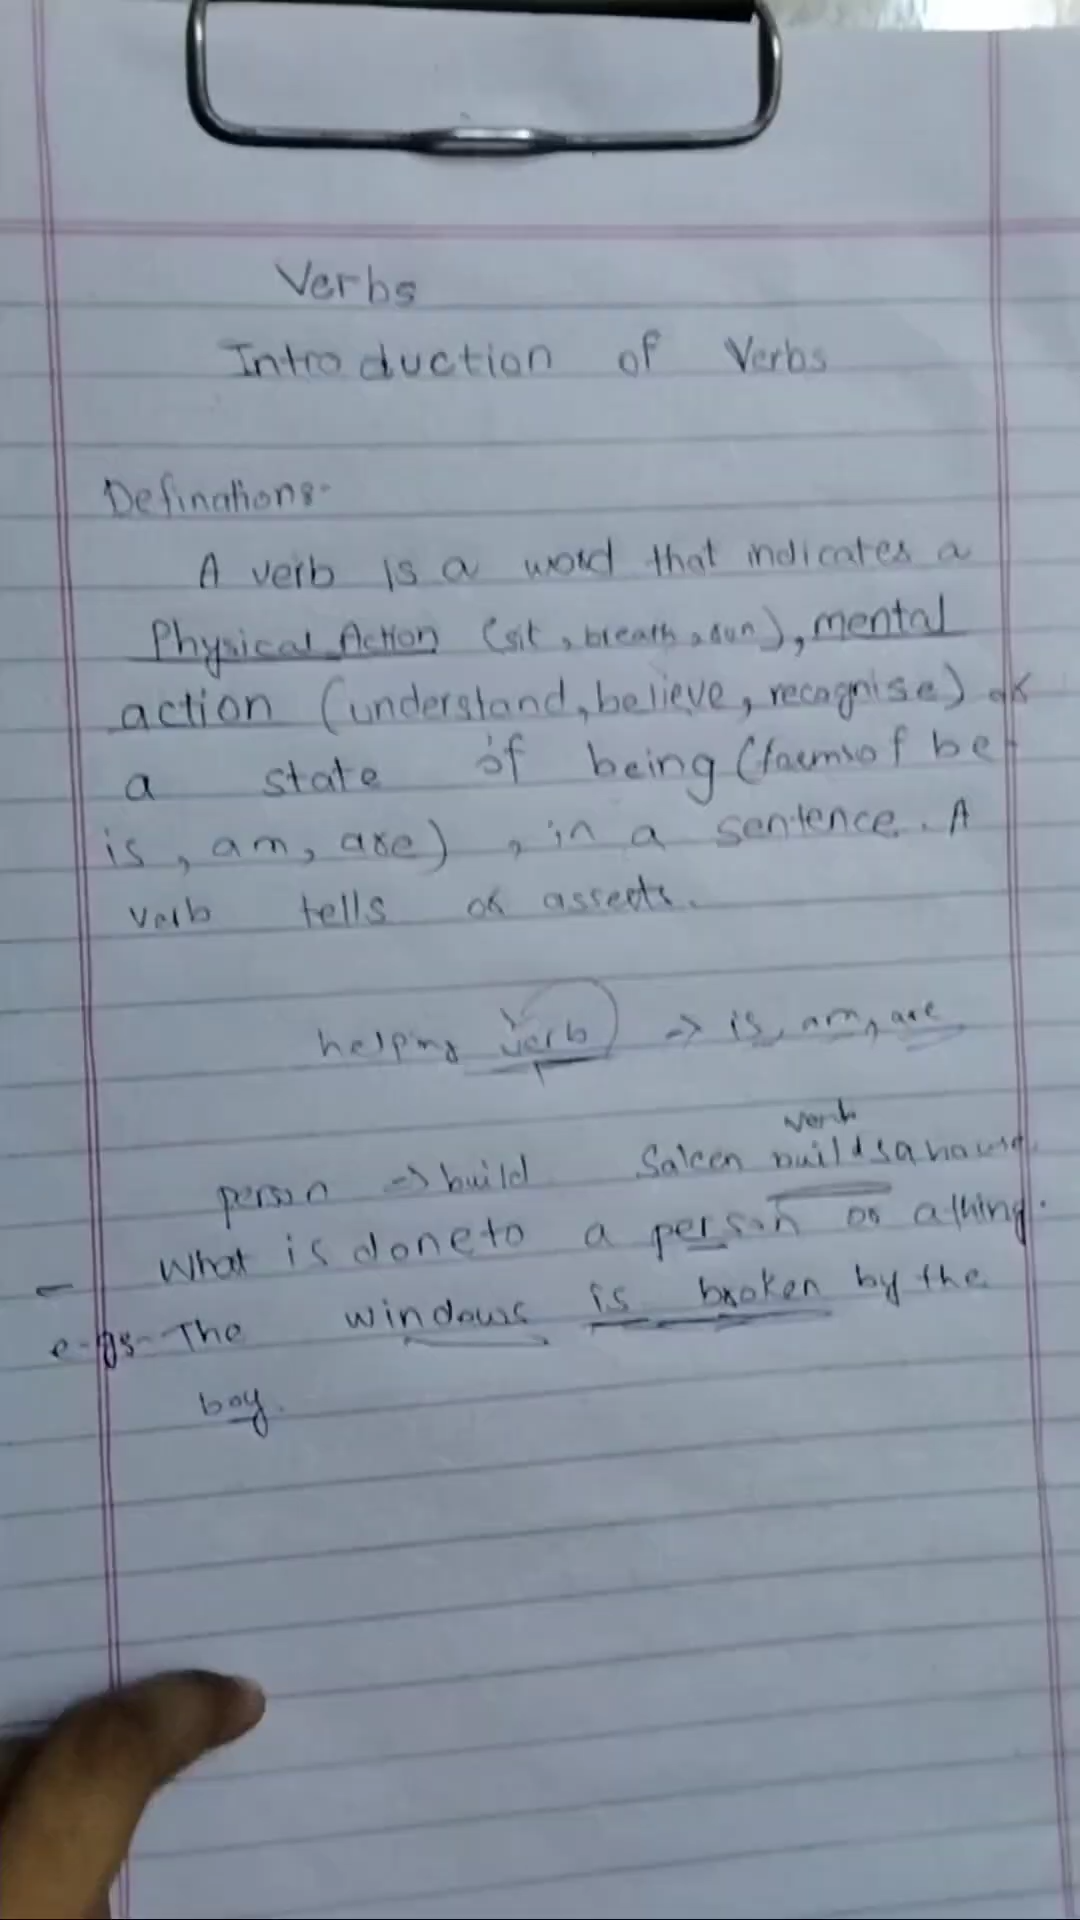 Verbs
Introduction of Verbs
Definations:-
A verb is a word that indicates a
Physical Action (sit, breath, run), mental
action (understand, believe, recognise) or
a state of being (forms of be
is, am, are), in a sentence. A
verb tells or asserts.
helping verb => is, am, are
verb
person => build Saleen builds a house.
- What is done to a person or a thing.
e-gs- The windows is broken by the
boy.